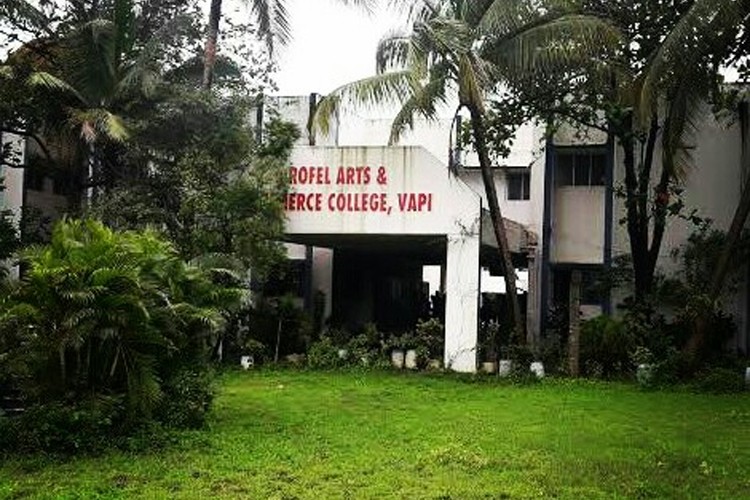 ROFEL ARTS &
ERCE COLLEGE, VAPI